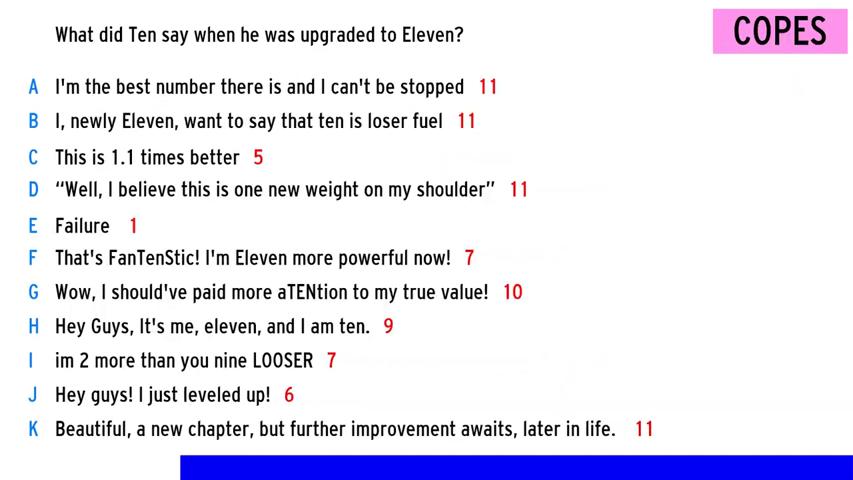 What did Ten say when he was upgraded to Eleven?
COPES
A I'm the best number there is and I can't be stopped 11
B I, newly Eleven, want to say that ten is loser fuel 11
C This is 1.1 times better 5
D “Well, I believe this is one new weight on my shoulder” 11
E Failure 1
F That's FanTenStic! I'm Eleven more powerful now! 7
G Wow, I should've paid more aTENtion to my true value! 10
H Hey Guys, It's me, eleven, and I am ten. 9
I im 2 more than you nine LOOSER 7
J Hey guys! I just leveled up! 6
K Beautiful, a new chapter, but further improvement awaits, later in life. 11